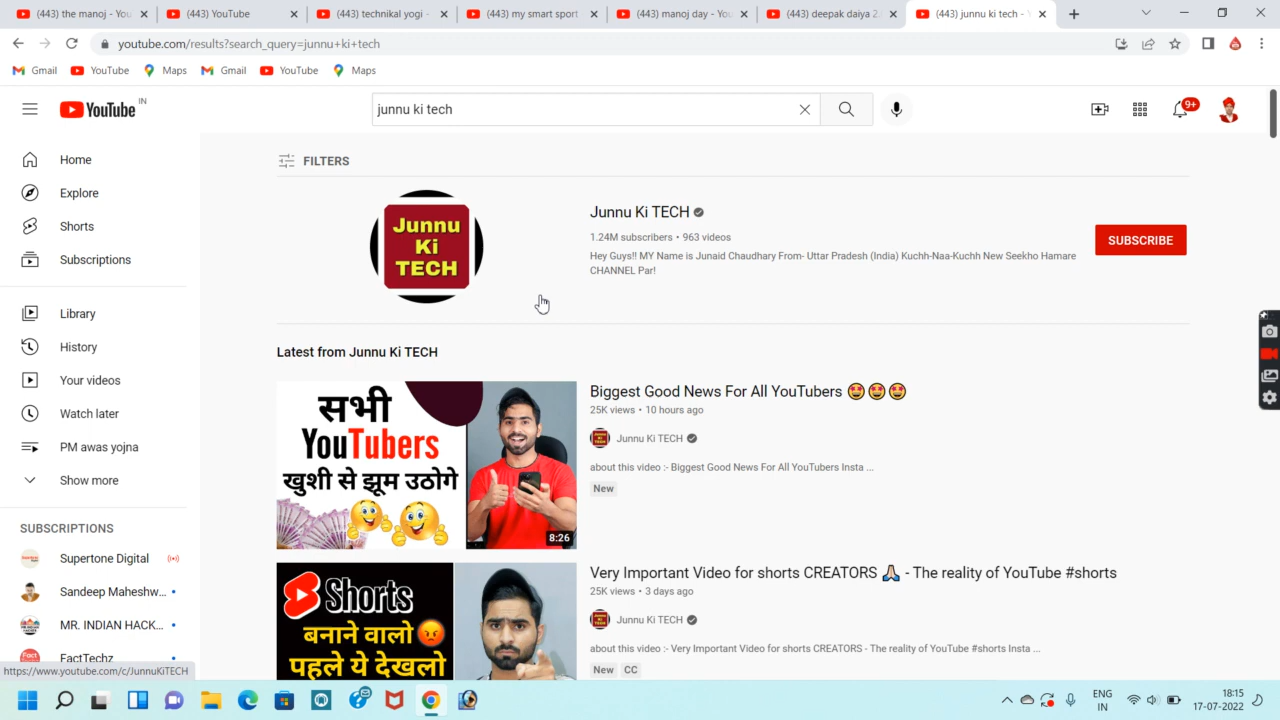 (443) the manoj - You
(443) YouTube
(443) technikal yogi -
(443) my smart sport
(443) manoj day - You
(443) deepak daiya 2
(443) junnu ki tech -
youtube.com/results?search_query=junnu+ki+tech
Gmail
YouTube
Maps
Gmail
YouTube
Maps
YouTube IN
junnu ki tech
9+
Home
Explore
Shorts
Subscriptions
Library
History
Your videos
Watch later
PM awas yojna
Show more
SUBSCRIPTIONS
Supertone Digital
Sandeep Maheshw...
MR. INDIAN HACK...
FactTechz
https://www.youtube.com/c/JunnuKiTECH
FILTERS
Junnu
Ki
TECH
Junnu Ki TECH
1.24M subscribers • 963 videos
Hey Guys!! MY Name is Junaid Chaudhary From- Uttar Pradesh (India) Kuchh-Naa-Kuchh New Seekho Hamare
CHANNEL Par!
SUBSCRIBE
Latest from Junnu Ki TECH
सभी
YouTubers
खुशी से झूम उठोगे
8:26
Biggest Good News For All YouTubers 🤩🤩🤩
25K views • 10 hours ago
Junnu Ki TECH
about this video :- Biggest Good News For All YouTubers Insta ...
New
Shorts
बनाने वालो
पहले ये देखलो
Very Important Video for shorts CREATORS 🙏🏻 - The reality of YouTube #shorts
25K views • 3 days ago
Junnu Ki TECH
about this video :- Very Important Video for shorts CREATORS - The reality of YouTube #shorts Insta ...
New
CC
ENG
IN
18:15
17-07-2022